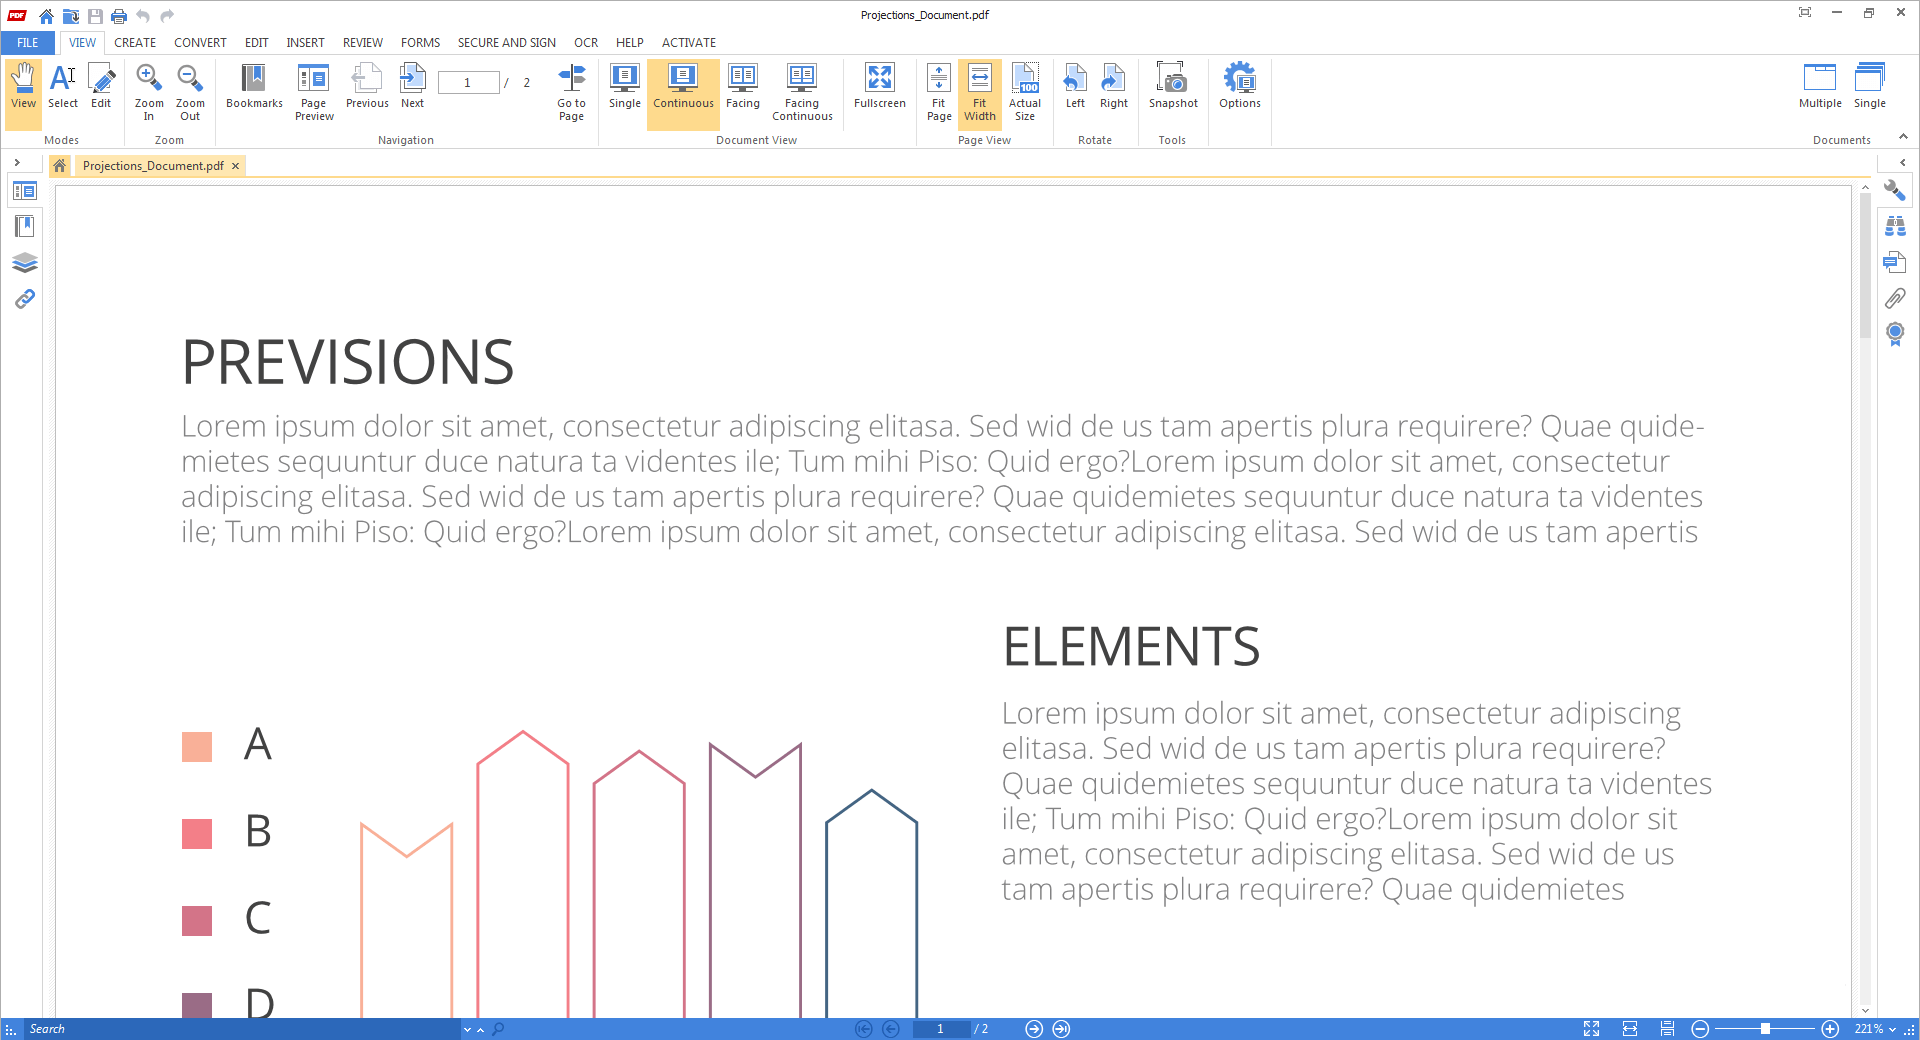 PDF
Projections_Document.pdf
FILE VIEW CREATE CONVERT EDIT INSERT REVIEW FORMS SECURE AND SIGN OCR HELP ACTIVATE
View Select Edit
Modes
Zoom In Zoom Out
Zoom
Bookmarks Page Preview Previous Next 1 / 2 Go to Page
Navigation
Single Continuous Facing Facing Continuous
Document View
Fullscreen
Fit Page Fit Width 100 Actual Size
Page View
Left Right
Rotate
Snapshot
Tools
Options
Multiple Single
Documents
Projections_Document.pdf
PREVISIONS
Lorem ipsum dolor sit amet, consectetur adipiscing elitasa. Sed wid de us tam apertis plura requirere? Quae quide-
mietes sequuntur duce natura ta videntes ile; Tum mihi Piso: Quid ergo?Lorem ipsum dolor sit amet, consectetur
adipiscing elitasa. Sed wid de us tam apertis plura requirere? Quae quidemietes sequuntur duce natura ta videntes
ile; Tum mihi Piso: Quid ergo?Lorem ipsum dolor sit amet, consectetur adipiscing elitasa. Sed wid de us tam apertis
A
B
C
D
ELEMENTS
Lorem ipsum dolor sit amet, consectetur adipiscing
elitasa. Sed wid de us tam apertis plura requirere?
Quae quidemietes sequuntur duce natura ta videntes
ile; Tum mihi Piso: Quid ergo?Lorem ipsum dolor sit
amet, consectetur adipiscing elitasa. Sed wid de us
tam apertis plura requirere? Quae quidemietes
Search 1 / 2 221%